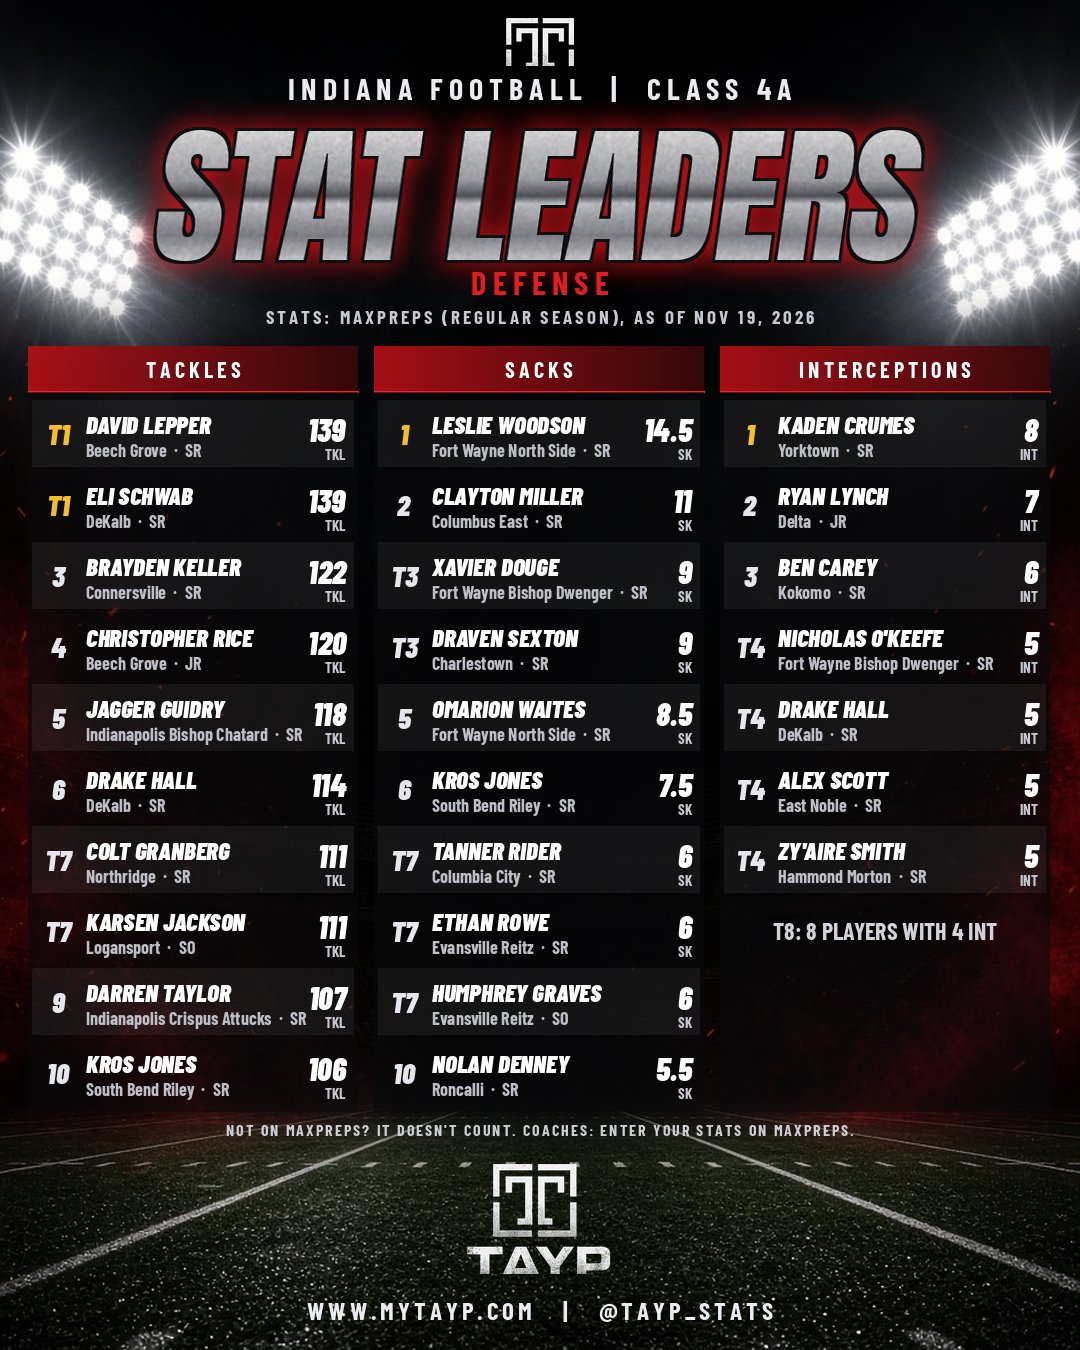 INDIANA FOOTBALL | CLASS 4A
STAT LEADERS
DEFENSE
STATS: MAXPREPS (REGULAR SEASON), AS OF NOV 19, 2026
TACKLES
T1 DAVID LEPPER 139
Beech Grove · SR TKL
T1 ELI SCHWAB 139
DeKalb · SR TKL
3 BRAYDEN KELLER 122
Connersville · SR TKL
4 CHRISTOPHER RICE 120
Beech Grove · JR TKL
5 JAGGER GUIDRY 118
Indianapolis Bishop Chatard · SR TKL
6 DRAKE HALL 114
DeKalb · SR TKL
T7 COLT GRANBERG 111
Northridge · SR TKL
T7 KARSEN JACKSON 111
Logansport · SO TKL
9 DARREN TAYLOR 107
Indianapolis Crispus Attucks · SR TKL
10 KROS JONES 106
South Bend Riley · SR TKL
SACKS
1 LESLIE WOODSON 14.5
Fort Wayne North Side · SR SK
2 CLAYTON MILLER 11
Columbus East · SR SK
T3 XAVIER DOUGE 9
Fort Wayne Bishop Dwenger · SR SK
T3 DRAVEN SEXTON 9
Charlestown · SR SK
5 OMARION WAITES 8.5
Fort Wayne North Side · SR SK
6 KROS JONES 7.5
South Bend Riley · SR SK
T7 TANNER RIDER 6
Columbia City · SR SK
T7 ETHAN ROWE 6
Evansville Reitz · SR SK
T7 HUMPHREY GRAVES 6
Evansville Reitz · SO SK
10 NOLAN DENNEY 5.5
Roncalli · SR SK
INTERCEPTIONS
1 KADEN CRUMES 8
Yorktown · SR INT
2 RYAN LYNCH 7
Delta · JR INT
3 BEN CAREY 6
Kokomo · SR INT
T4 NICHOLAS O'KEEFE 5
Fort Wayne Bishop Dwenger · SR INT
T4 DRAKE HALL 5
DeKalb · SR INT
T4 ALEX SCOTT 5
East Noble · SR INT
T4 ZY'AIRE SMITH 5
Hammond Morton · SR INT
T8: 8 PLAYERS WITH 4 INT
NOT ON MAXPREPS? IT DOESN'T COUNT. COACHES: ENTER YOUR STATS ON MAXPREPS.
TAYP
WWW.MYTAYP.COM | @TAYP_STATS